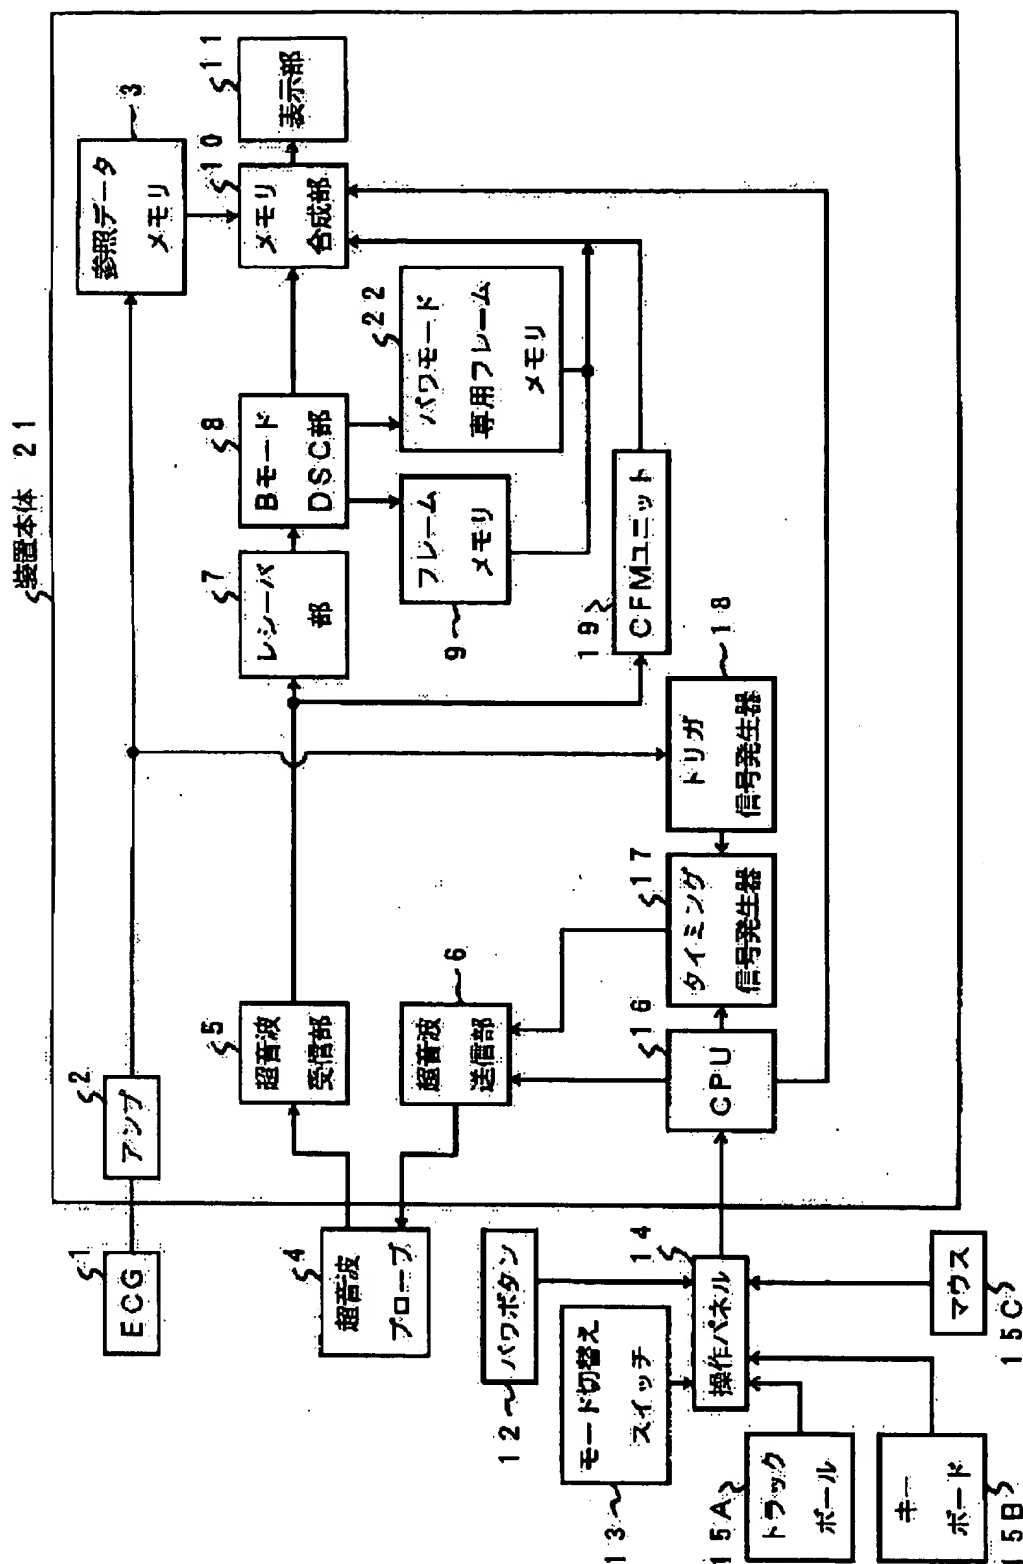 装置本体 21
ECG
1
アンプ
2
参照データ
メモリ
3
超音波
プローブ
4
超音波
受信部
5
超音波
送信部
6
レシーバ
部
7
Bモード
DSC部
8
フレーム
メモリ
9
メモリ
合成部
10
表示部
11
パワモード
専用フレーム
メモリ
22
CFMユニット
19
パワボタン
12
モード切替え
スイッチ
13
操作パネル
14
トラック
ボール
15A
キー
ボード
15B
マウス
15C
CPU
16
タイミング
信号発生器
17
トリガ
信号発生器
18